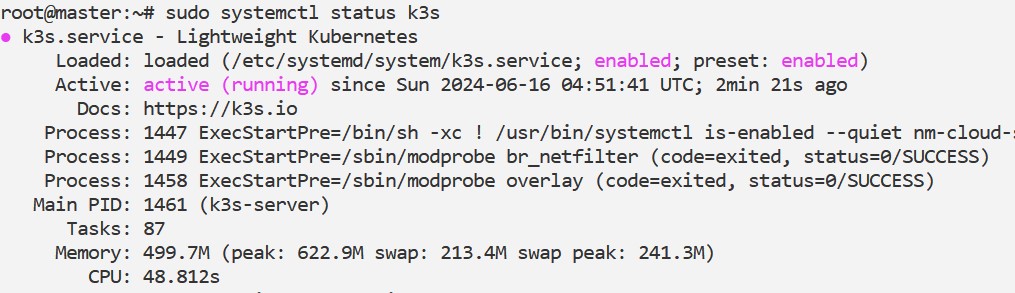 root@master:~# sudo systemctl status k3s
● k3s.service - Lightweight Kubernetes
Loaded: loaded (/etc/systemd/system/k3s.service; enabled; preset: enabled)
Active: active (running) since Sun 2024-06-16 04:51:41 UTC; 2min 21s ago
Docs: https://k3s.io
Process: 1447 ExecStartPre=/bin/sh -xc ! /usr/bin/systemctl is-enabled --quiet nm-cloud-
Process: 1449 ExecStartPre=/sbin/modprobe br_netfilter (code=exited, status=0/SUCCESS)
Process: 1458 ExecStartPre=/sbin/modprobe overlay (code=exited, status=0/SUCCESS)
Main PID: 1461 (k3s-server)
Tasks: 87
Memory: 499.7M (peak: 622.9M swap: 213.4M swap peak: 241.3M)
CPU: 48.812s